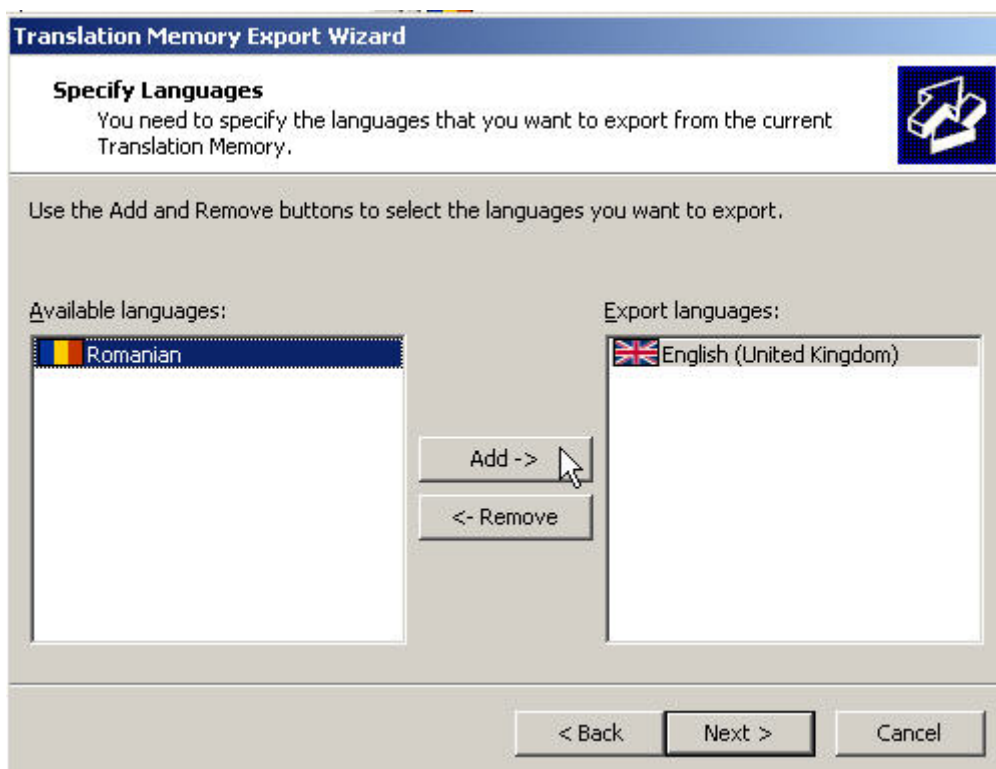 Translation Memory Export Wizard
Specify Languages
You need to specify the languages that you want to export from the current
Translation Memory.
Use the Add and Remove buttons to select the languages you want to export.
Available languages:
Export languages:
Romanian
English (United Kingdom)
Add ->
<- Remove
< Back
Next >
Cancel